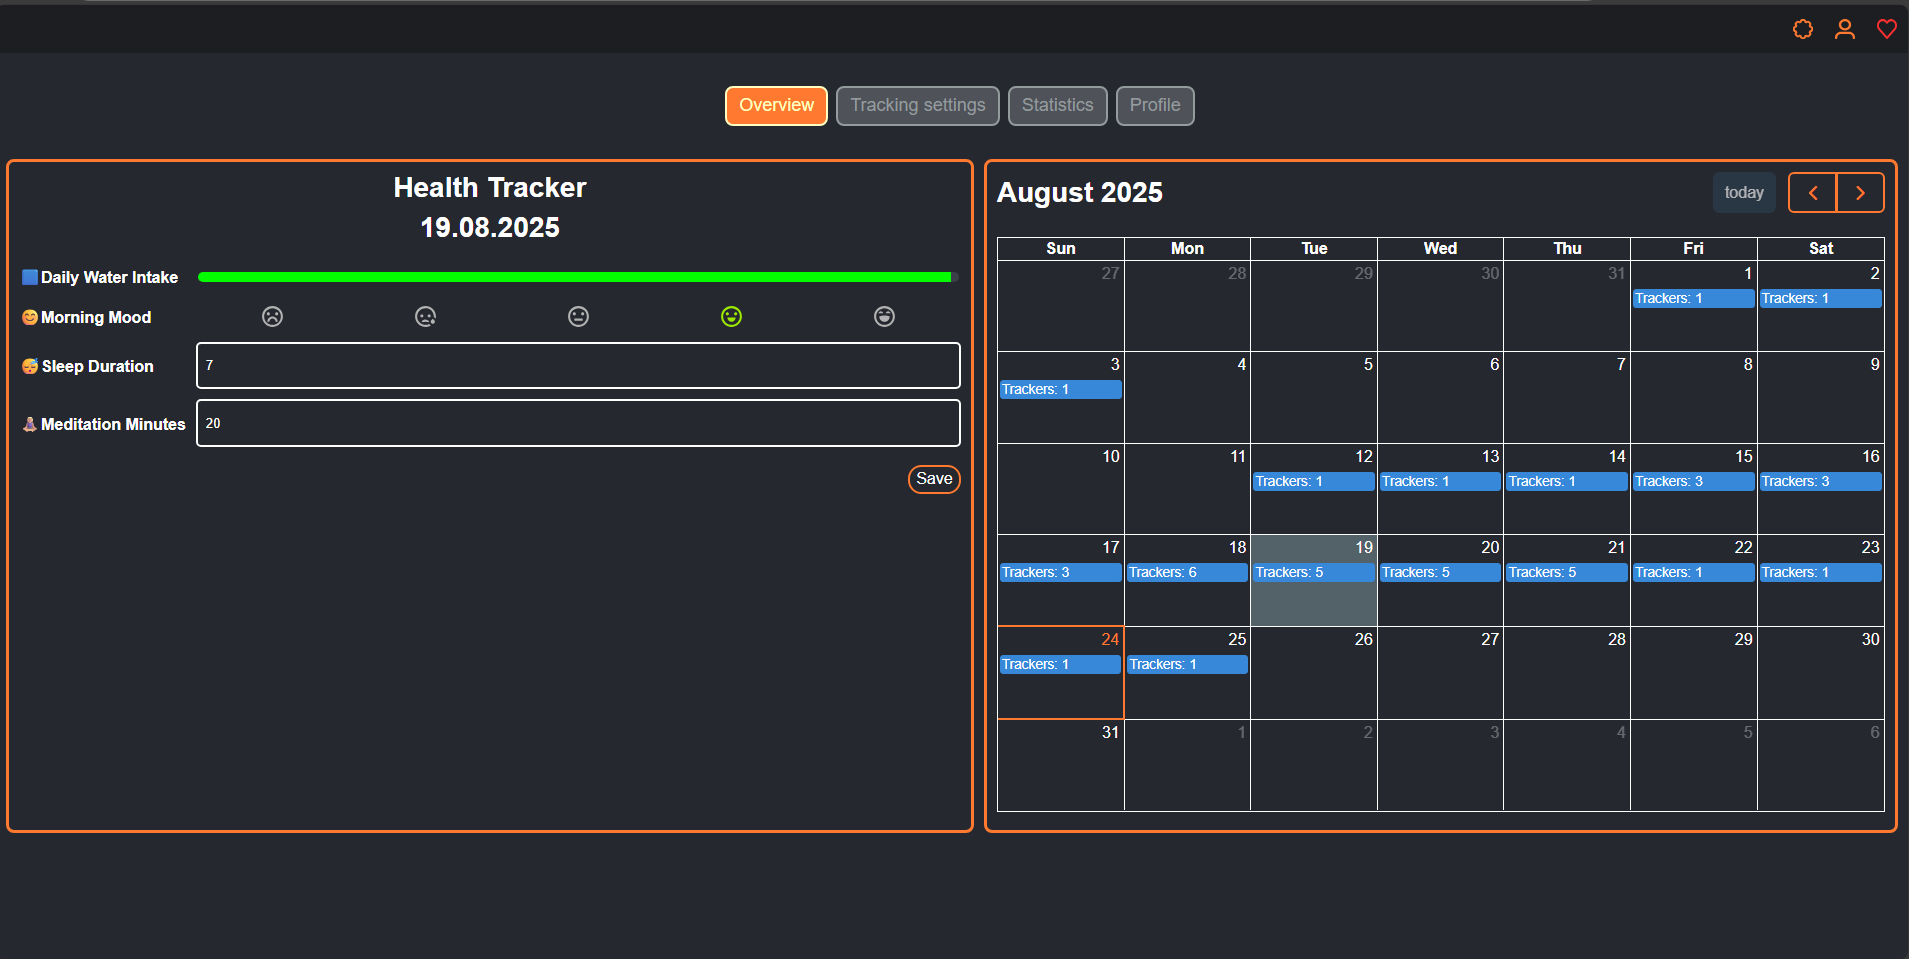 Overview Tracking settings Statistics Profile
Health Tracker
19.08.2025
Daily Water Intake
Morning Mood
Sleep Duration 7
Meditation Minutes 20
Save
August 2025 today
Sun Mon Tue Wed Thu Fri Sat
27 28 29 30 31 1 2
Trackers: 1 Trackers: 1
3 4 5 6 7 8 9
Trackers: 1
10 11 12 13 14 15 16
Trackers: 1 Trackers: 1 Trackers: 1 Trackers: 3 Trackers: 3
17 18 19 20 21 22 23
Trackers: 3 Trackers: 6 Trackers: 5 Trackers: 5 Trackers: 5 Trackers: 1 Trackers: 1
24 25 26 27 28 29 30
Trackers: 1 Trackers: 1
31 1 2 3 4 5 6